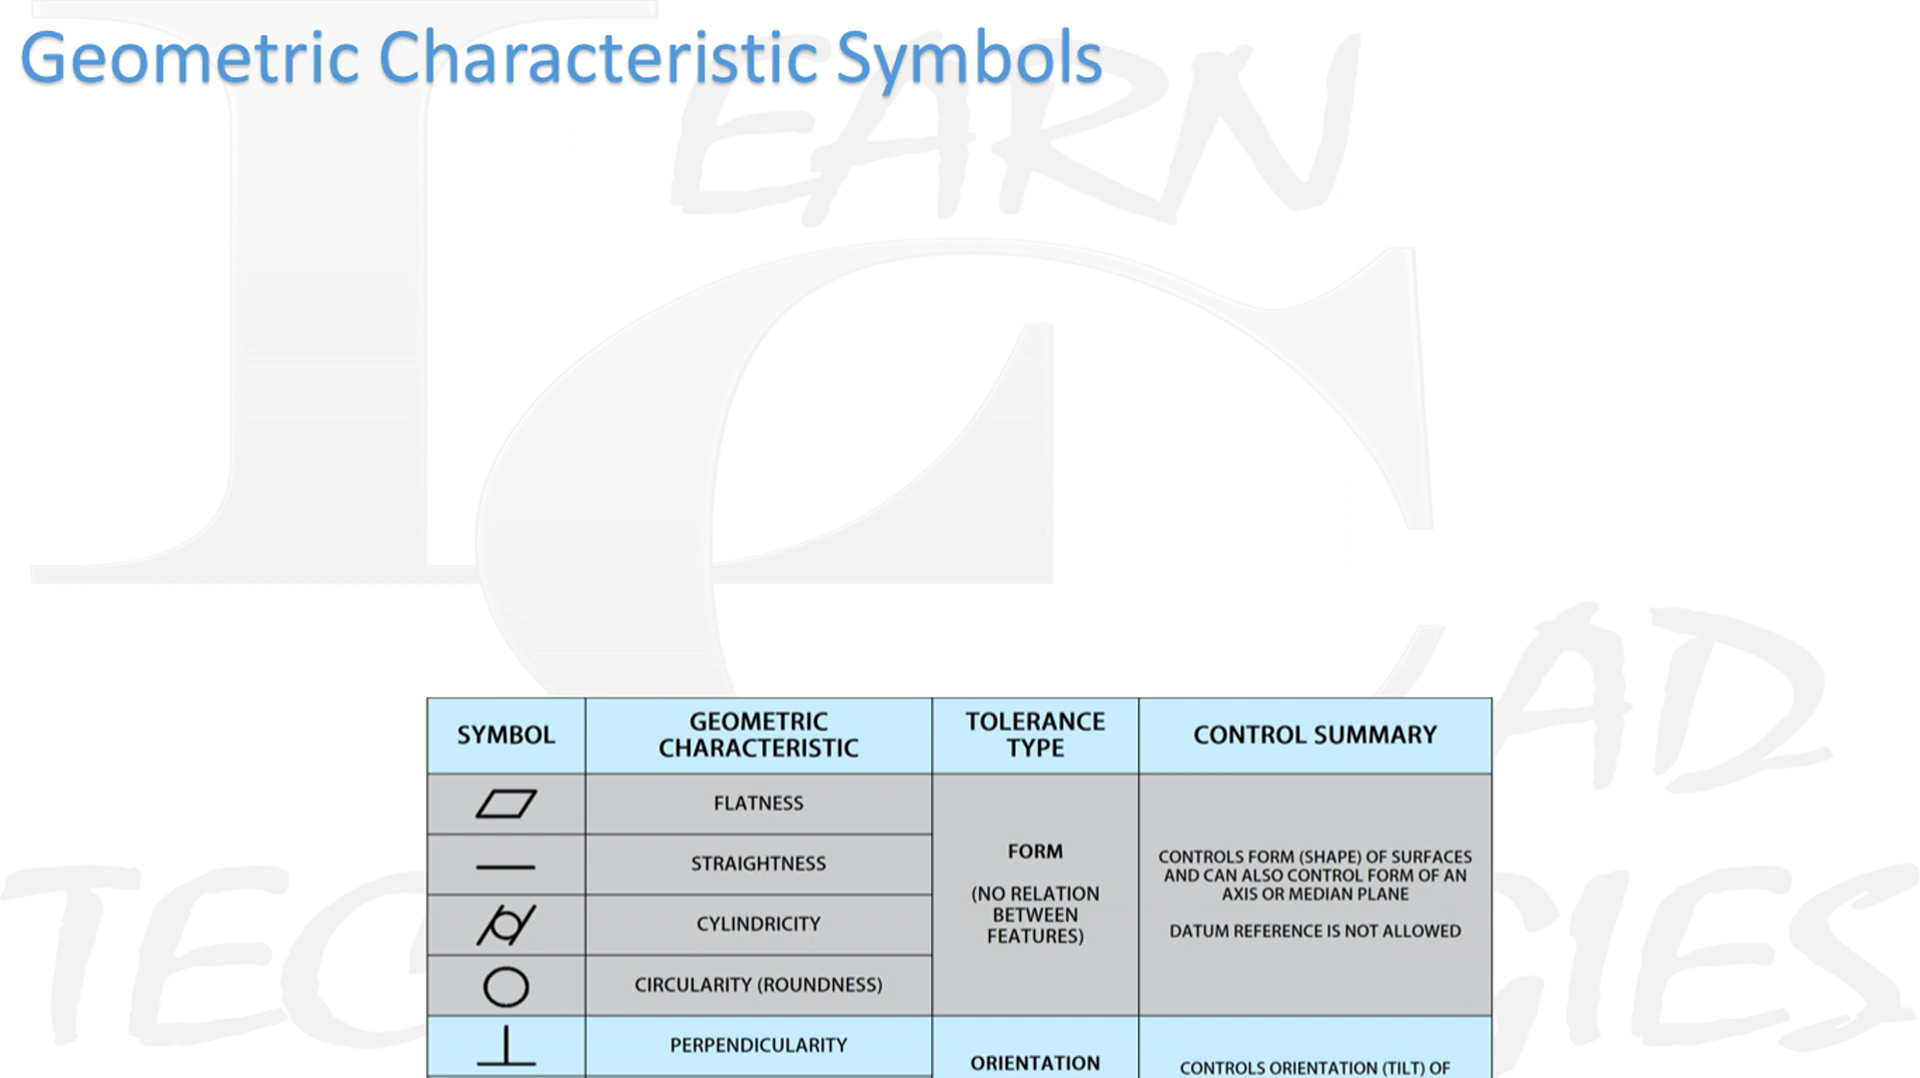 Geometric Characteristic Symbols
LEARN
CAD
SYMBOL
GEOMETRIC
CHARACTERISTIC
TOLERANCE
TYPE
CONTROL SUMMARY
FLATNESS
STRAIGHTNESS
CYLINDRICITY
CIRCULARITY (ROUNDNESS)
FORM
(NO RELATION
BETWEEN
FEATURES)
CONTROLS FORM (SHAPE) OF SURFACES
AND CAN ALSO CONTROL FORM OF AN
AXIS OR MEDIAN PLANE
DATUM REFERENCE IS NOT ALLOWED
PERPENDICULARITY
ORIENTATION
CONTROLS ORIENTATION (TILT) OF